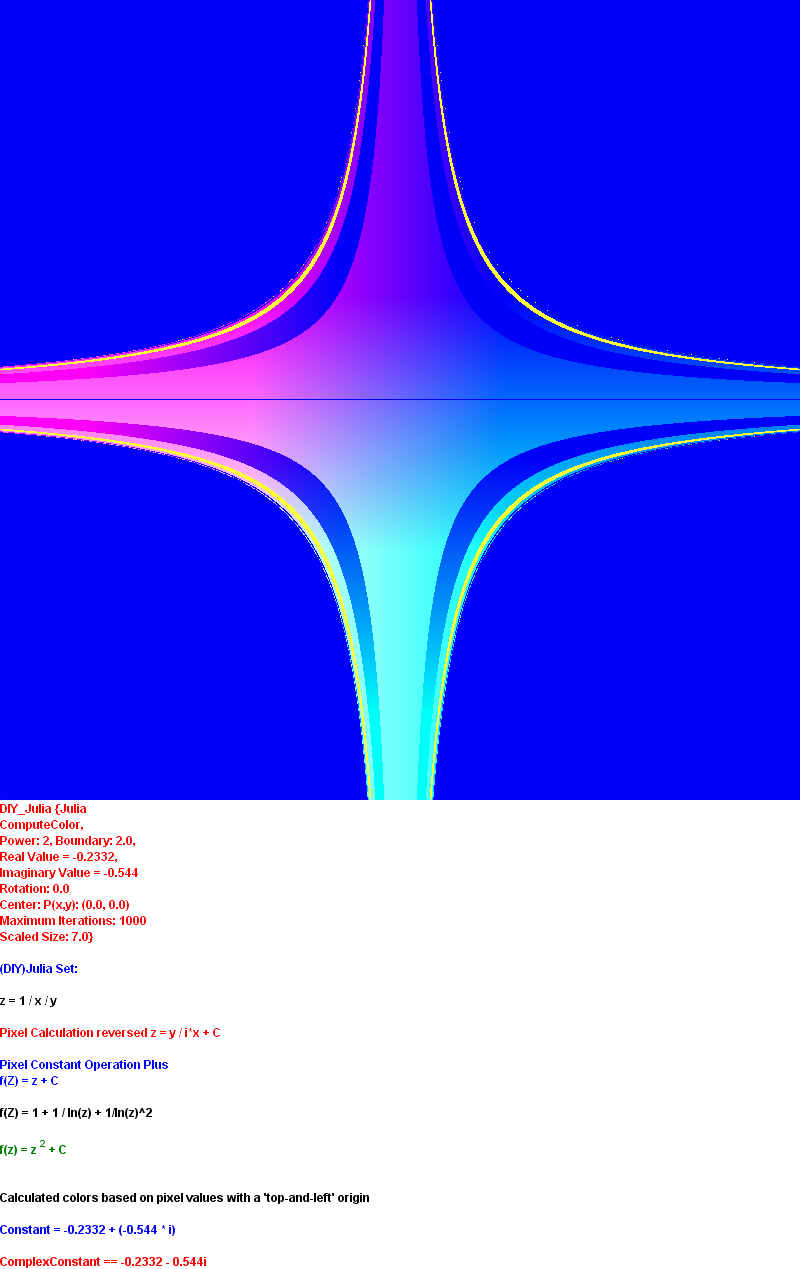 DIY_Julia {Julia
ComputeColor,
Power: 2, Boundary: 2.0,
Real Value = -0.2332,
Imaginary Value = -0.544
Rotation: 0.0
Center: P(x,y): (0.0, 0.0)
Maximum Iterations: 1000
Scaled Size: 7.0}
(DIY)Julia Set:
z = 1 / x / y
Pixel Calculation reversed z = y / i*x + C
Pixel Constant Operation Plus
f(Z) = z + C
f(Z) = 1 + 1 / ln(z) + 1/ln(z)^2
f(z) = z ² + C
Calculated colors based on pixel values with a 'top-and-left' origin
Constant = -0.2332 + (-0.544 * i)
ComplexConstant == -0.2332 - 0.544i